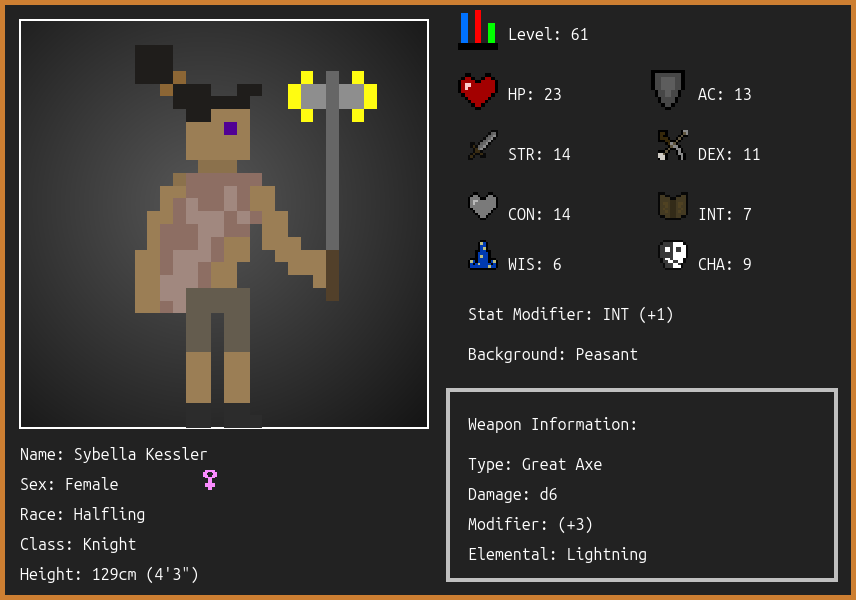 Level: 61
HP: 23
AC: 13
STR: 14
DEX: 11
CON: 14
INT: 7
WIS: 6
CHA: 9
Stat Modifier: INT (+1)
Background: Peasant
Weapon Information:
Type: Great Axe
Damage: d6
Modifier: (+3)
Elemental: Lightning
Name: Sybella Kessler
Sex: Female
Race: Halfling
Class: Knight
Height: 129cm (4'3")